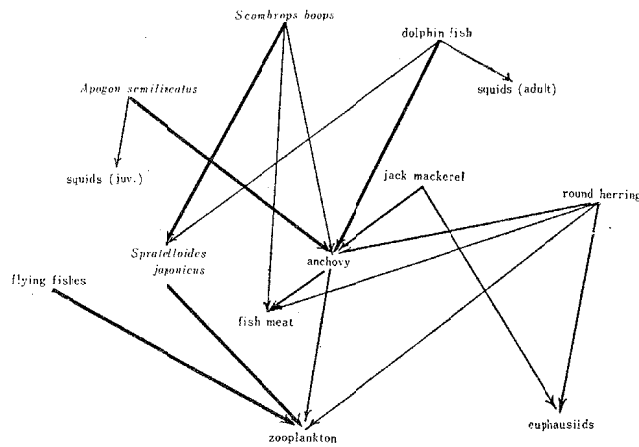 Scombrops boops
dolphin fish
squids (adult)
Apogon semilineatus
squids (juv.)
jack mackerel
round herring
Spratelloides
japonicus
anchovy
flying fishes
fish meat
euphausiids
zooplankton